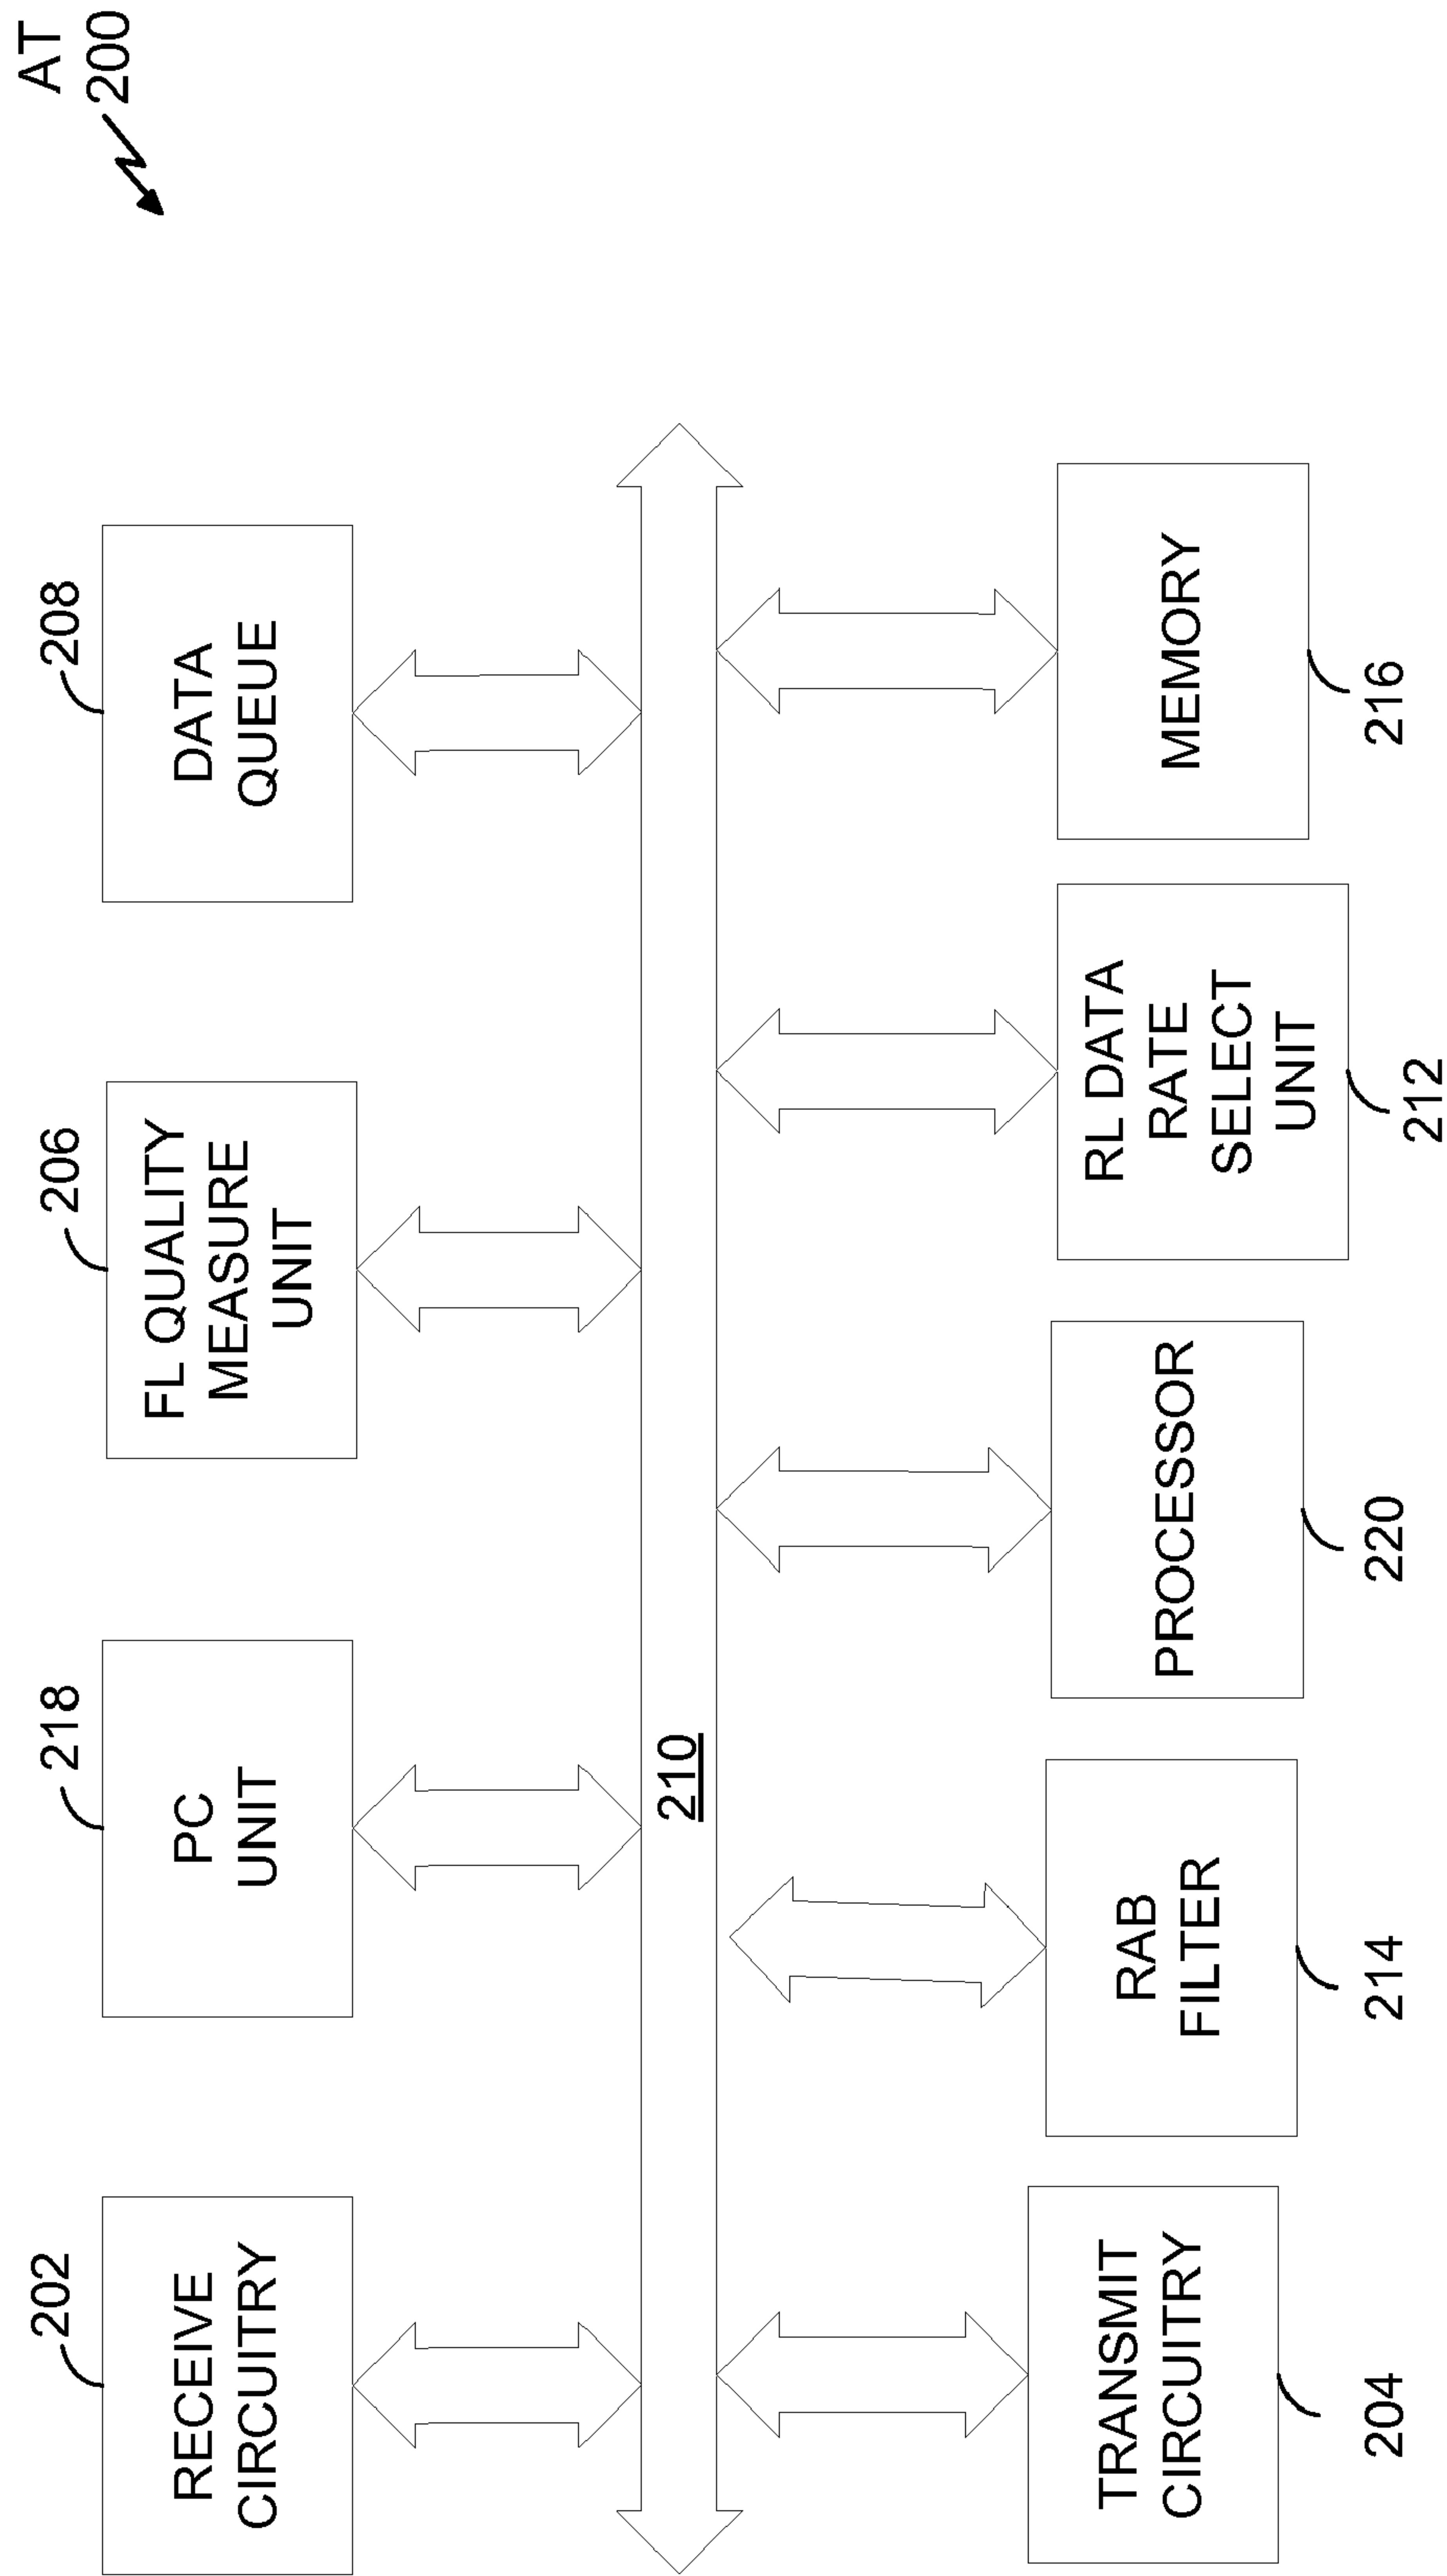 AT
200
202
RECEIVE
CIRCUITRY
218
PC
UNIT
206
FL QUALITY
MEASURE
UNIT
208
DATA
QUEUE
210
TRANSMIT
CIRCUITRY
204
RAB
FILTER
214
PROCESSOR
220
RL DATA
RATE
SELECT
UNIT
212
MEMORY
216